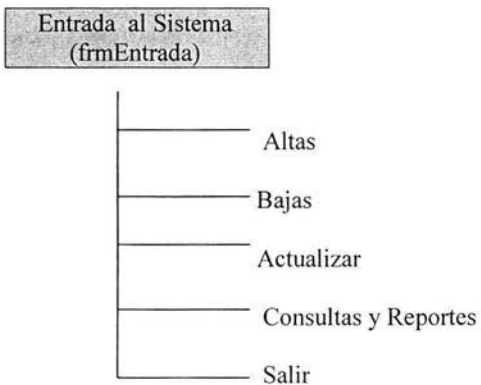 Entrada al Sistema
(frmEntrada)
Altas
Bajas
Actualizar
Consultas y Reportes
Salir